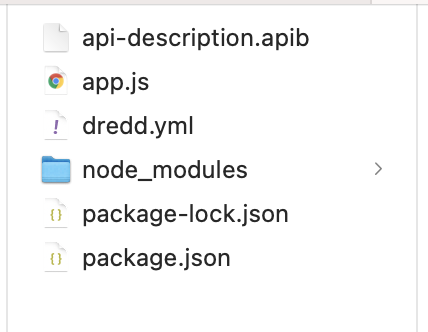 api-description.apib
app.js
dredd.yml
node_modules
package-lock.json
package.json